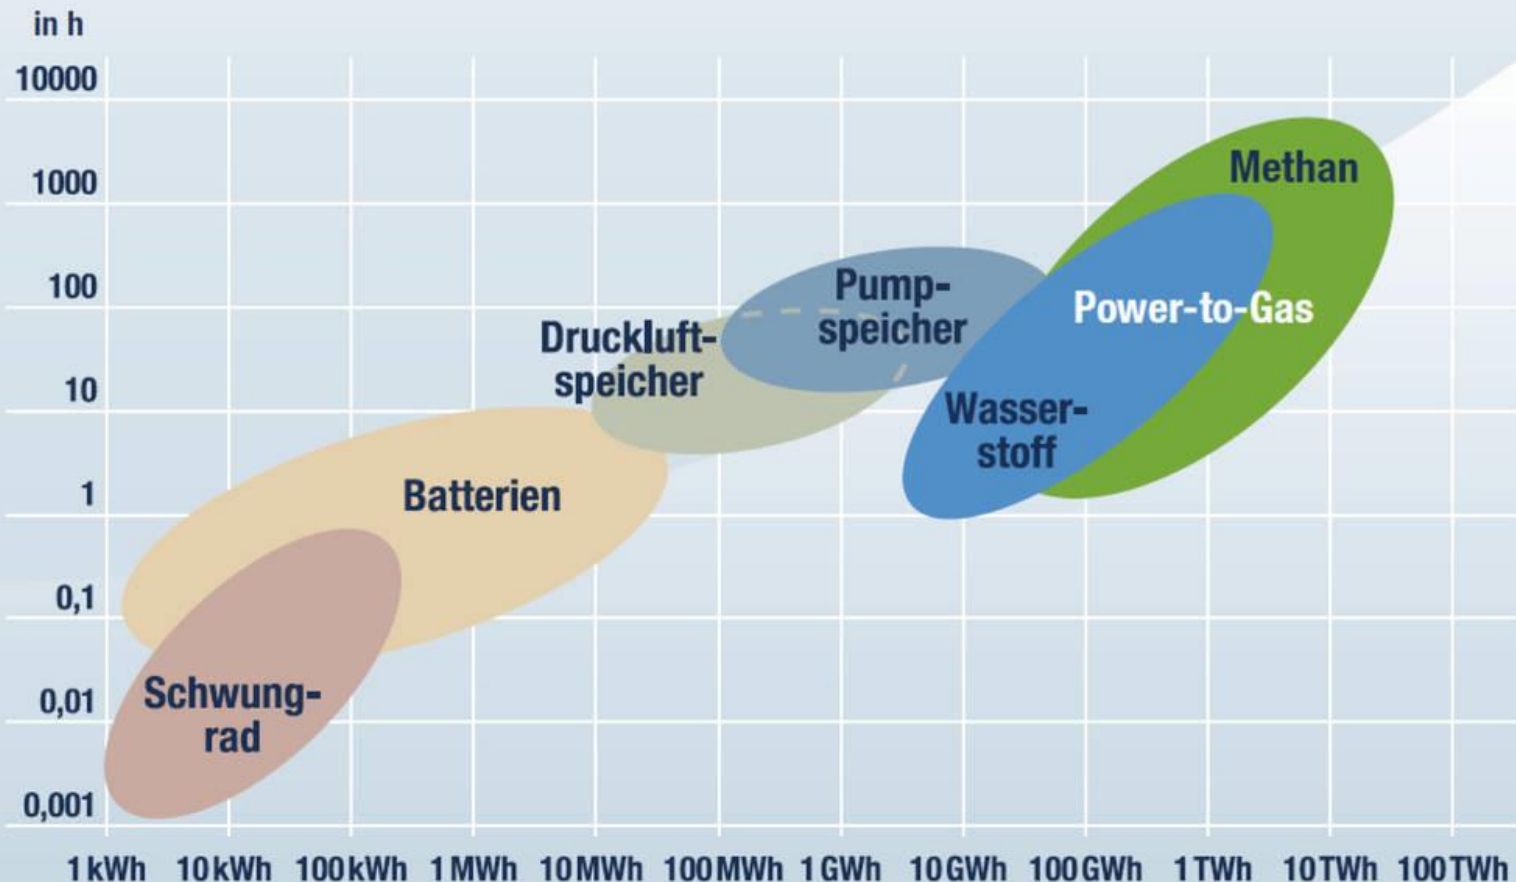 in h
10000
1000
100
10
1
0,1
0,01
0,001
Methan
Pump-
speicher
Power-to-Gas
Druckluft-
speicher
Wasser-
stoff
Batterien
Schwung-
rad
1 kWh 10 kWh 100 kWh 1 MWh 10 MWh 100 MWh 1 GWh 10 GWh 100 GWh 1 TWh 10 TWh 100 TWh